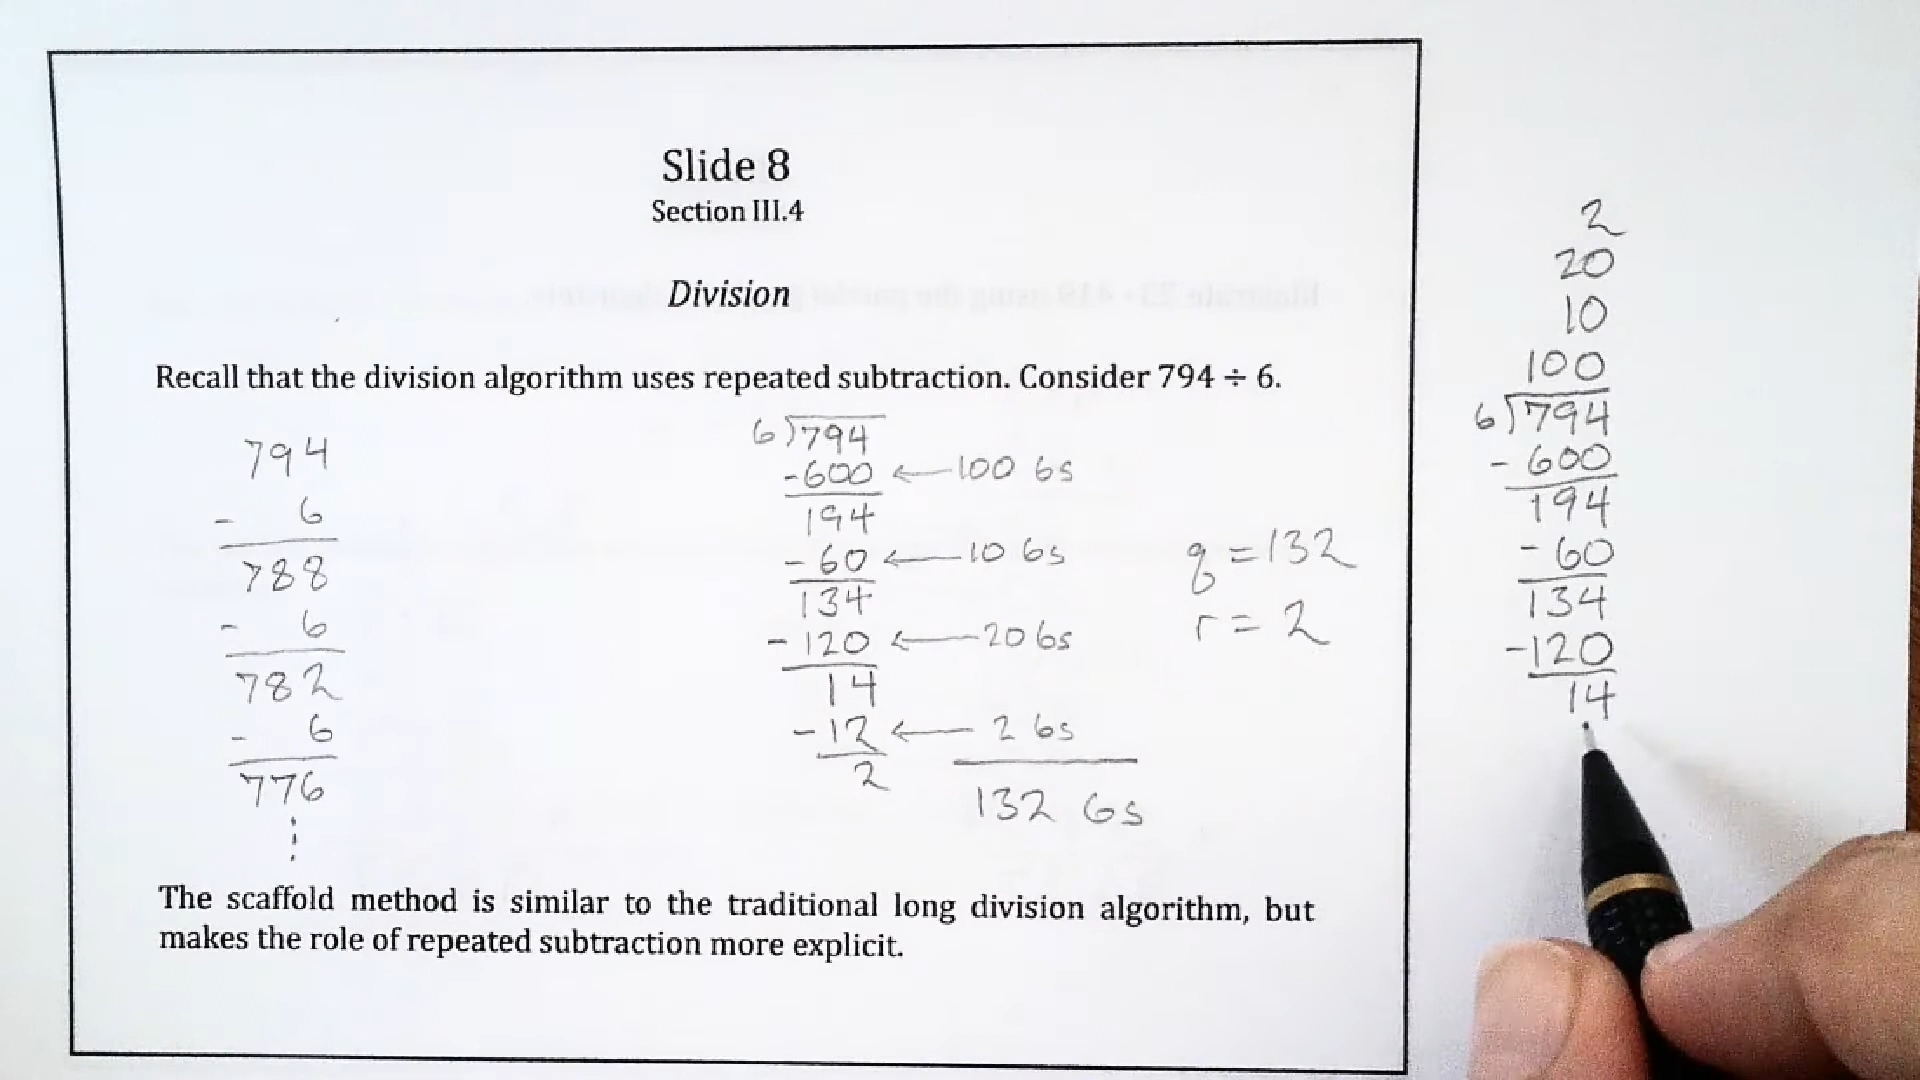 Slide 8
Section III.4
Division
Recall that the division algorithm uses repeated subtraction. Consider 794 ÷ 6.
794
- 6
788
- 6
782
- 6
776
6)794
-600 ← 100 6s
194
-60 ← 10 6s
134
-120 ← 20 6s
14
-12 ← 2 6s
2
132 6s
q = 132
r = 2
The scaffold method is similar to the traditional long division algorithm, but
makes the role of repeated subtraction more explicit.
2
20
10
100
6)794
- 600
194
- 60
134
-120
14